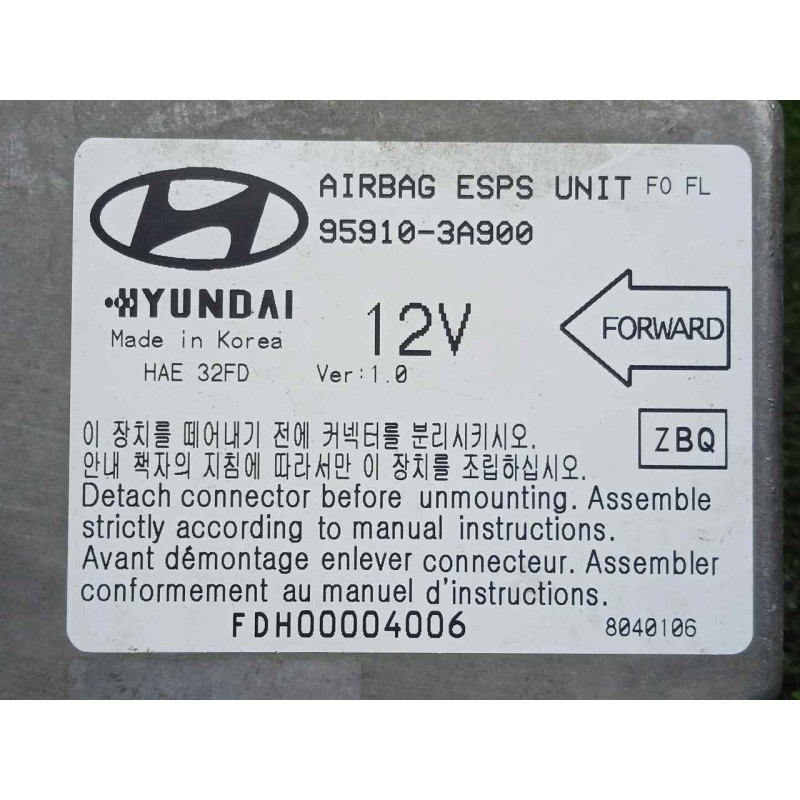 AIRBAG ESPS UNIT FO FL
95910-3A900
HYUNDAI
12V
FORWARD
Made in Korea
HAE 32FD
Ver:1.0
ZBQ
이 장치를 떼어내기 전에 커넥터를 분리시키시오.
안내 책자의 지침에 따라서만 이 장치를 조립하십시오.
Detach connector before unmounting. Assemble
strictly according to manual instructions.
Avant démontage enlever connecteur. Assembler
conformement au manuel d'instructions.
FDH00004006
8040106